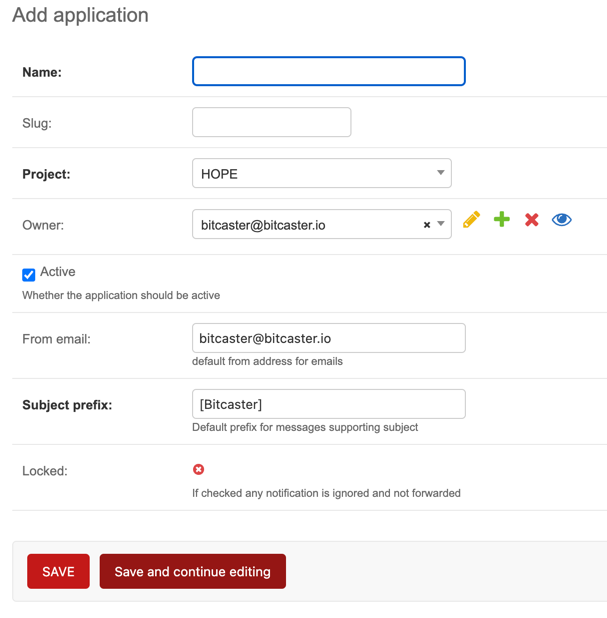 Add application
Name:
Slug:
Project: HOPE
Owner: bitcaster@bitcaster.io
Active
Whether the application should be active
From email: bitcaster@bitcaster.io
default from address for emails
Subject prefix: [Bitcaster]
Default prefix for messages supporting subject
Locked:
If checked any notification is ignored and not forwarded
SAVE Save and continue editing